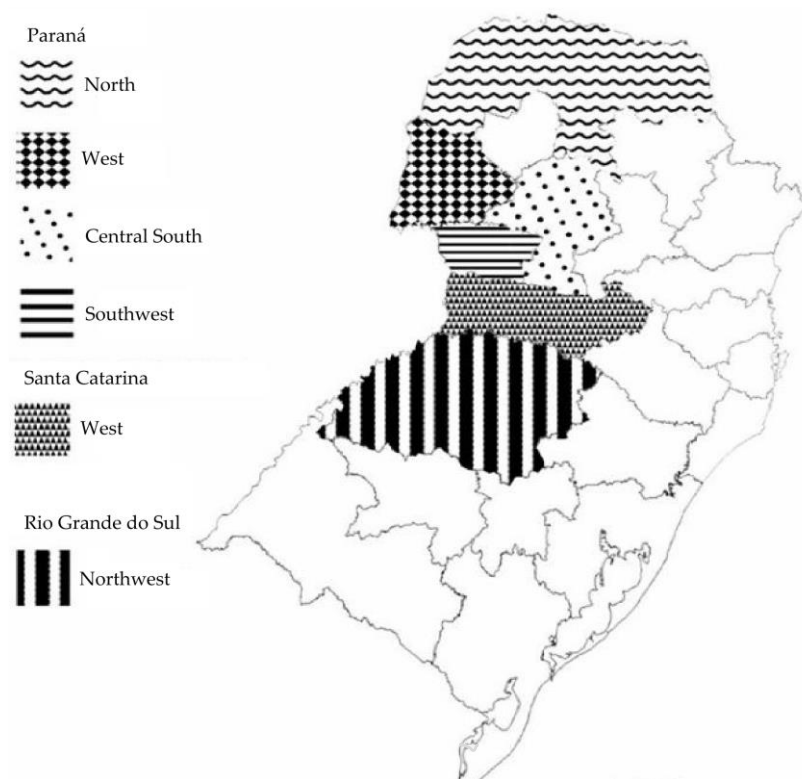 Paraná
North
West
Central South
Southwest
Santa Catarina
West
Rio Grande do Sul
Northwest